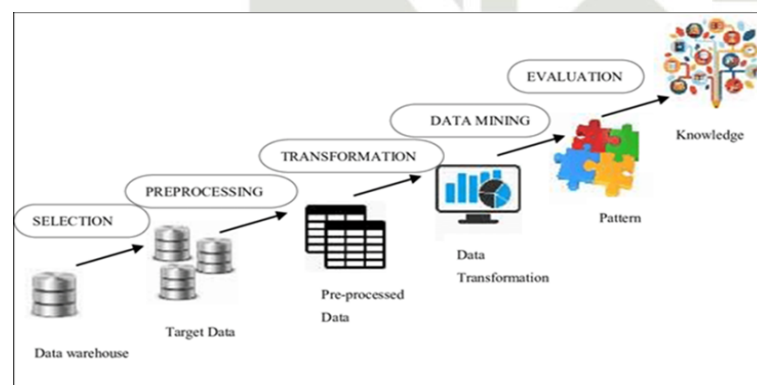 EVALUATION
Knowledge
DATA MINING
TRANSFORMATION
Pattern
PREPROCESSING
Data
Transformation
SELECTION
Pre-processed
Data
Target Data
Data warehouse